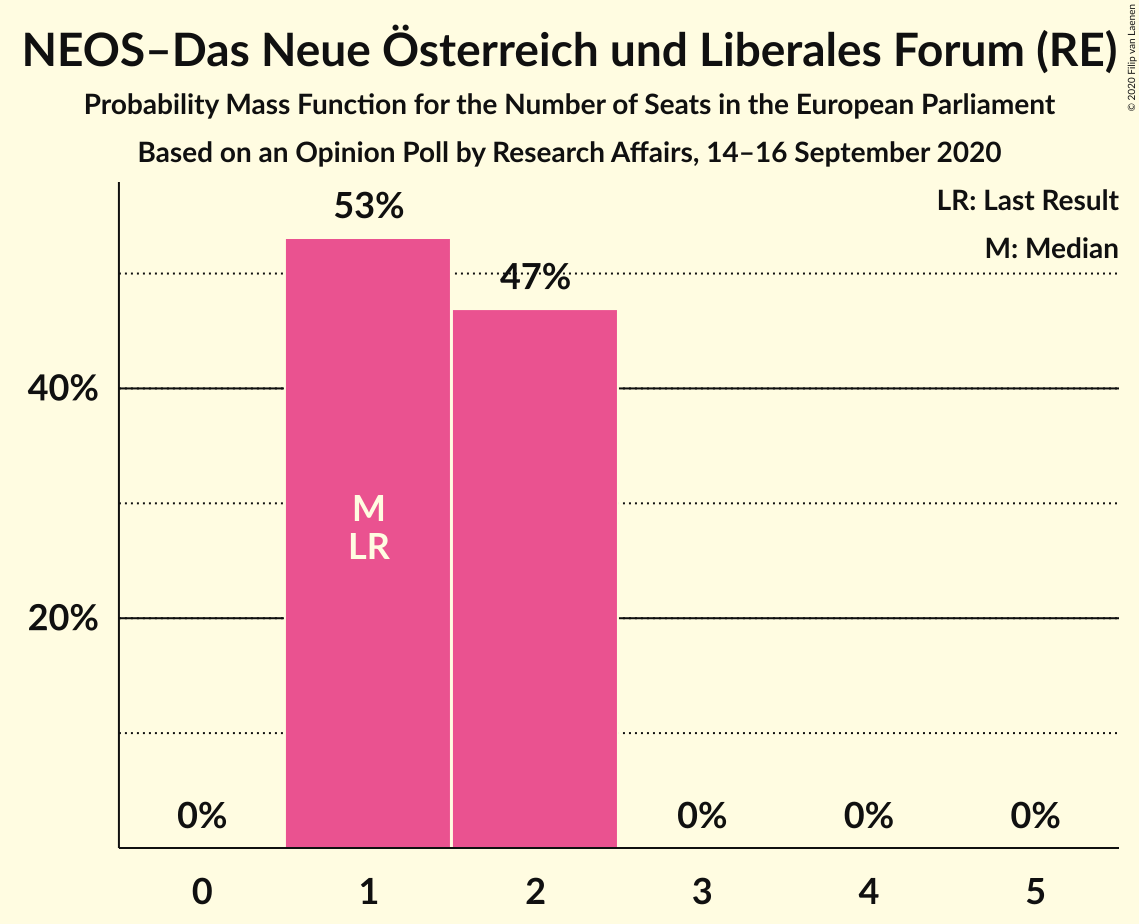 NEOS–Das Neue Österreich und Liberales Forum (RE)
Probability Mass Function for the Number of Seats in the European Parliament
Based on an Opinion Poll by Research Affairs, 14–16 September 2020
© 2020 Filip van Laenen
LR: Last Result
M: Median
53%
47%
40%
20%
M
LR
0%
0%
0%
0%
0
1
2
3
4
5